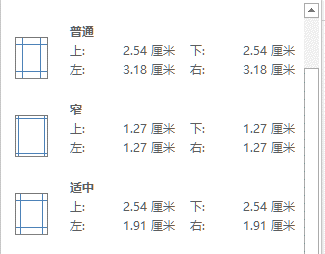 普通
上: 2.54 厘米 下: 2.54 厘米
左: 3.18 厘米 右: 3.18 厘米
窄
上: 1.27 厘米 下: 1.27 厘米
左: 1.27 厘米 右: 1.27 厘米
适中
上: 2.54 厘米 下: 2.54 厘米
左: 1.91 厘米 右: 1.91 厘米